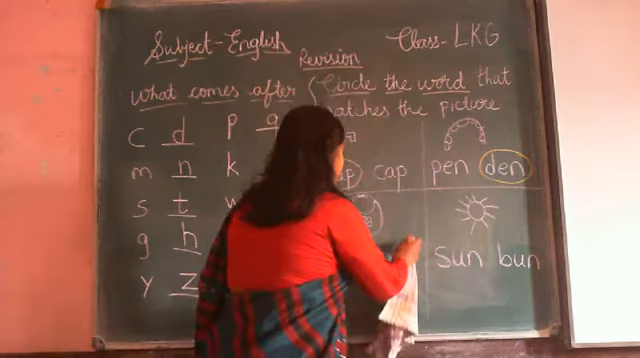 Subject-English
Class-LKG
Revision
What comes after
Circle the word that
matches the picture
c d p q
m n k
s t
g h
y z
cap
pen den
sun bun